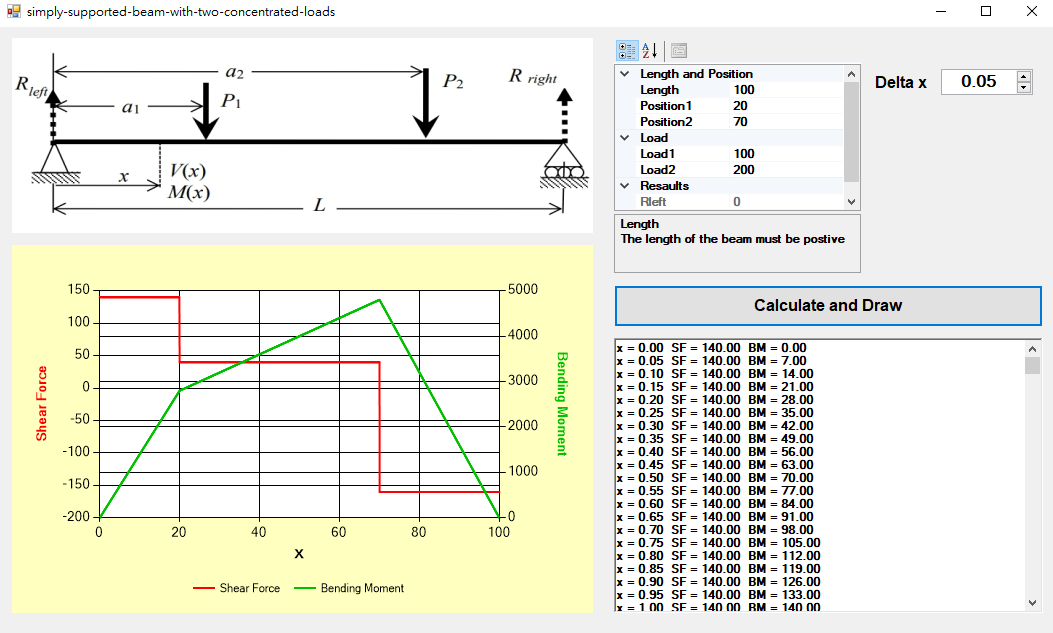 simply-supported-beam-with-two-concentrated-loads
R left
a2
P1
P2
R right
a1
x
V(x)
M(x)
L
Length and Position
Length 100
Position1 20
Position2 70
Load
Load1 100
Load2 200
Resaults
Rleft 0
Length
The length of the beam must be postive
Delta x 0.05
Calculate and Draw
150
100
50
0
-50
-100
-150
-200
Shear Force
5000
4000
3000
2000
1000
0
Bending Moment
0 20 40 60 80 100
X
Shear Force Bending Moment
x = 0.00 SF = 140.00 BM = 0.00
x = 0.05 SF = 140.00 BM = 7.00
x = 0.10 SF = 140.00 BM = 14.00
x = 0.15 SF = 140.00 BM = 21.00
x = 0.20 SF = 140.00 BM = 28.00
x = 0.25 SF = 140.00 BM = 35.00
x = 0.30 SF = 140.00 BM = 42.00
x = 0.35 SF = 140.00 BM = 49.00
x = 0.40 SF = 140.00 BM = 56.00
x = 0.45 SF = 140.00 BM = 63.00
x = 0.50 SF = 140.00 BM = 70.00
x = 0.55 SF = 140.00 BM = 77.00
x = 0.60 SF = 140.00 BM = 84.00
x = 0.65 SF = 140.00 BM = 91.00
x = 0.70 SF = 140.00 BM = 98.00
x = 0.75 SF = 140.00 BM = 105.00
x = 0.80 SF = 140.00 BM = 112.00
x = 0.85 SF = 140.00 BM = 119.00
x = 0.90 SF = 140.00 BM = 126.00
x = 0.95 SF = 140.00 BM = 133.00
x = 1.00 SF = 140.00 BM = 140.00